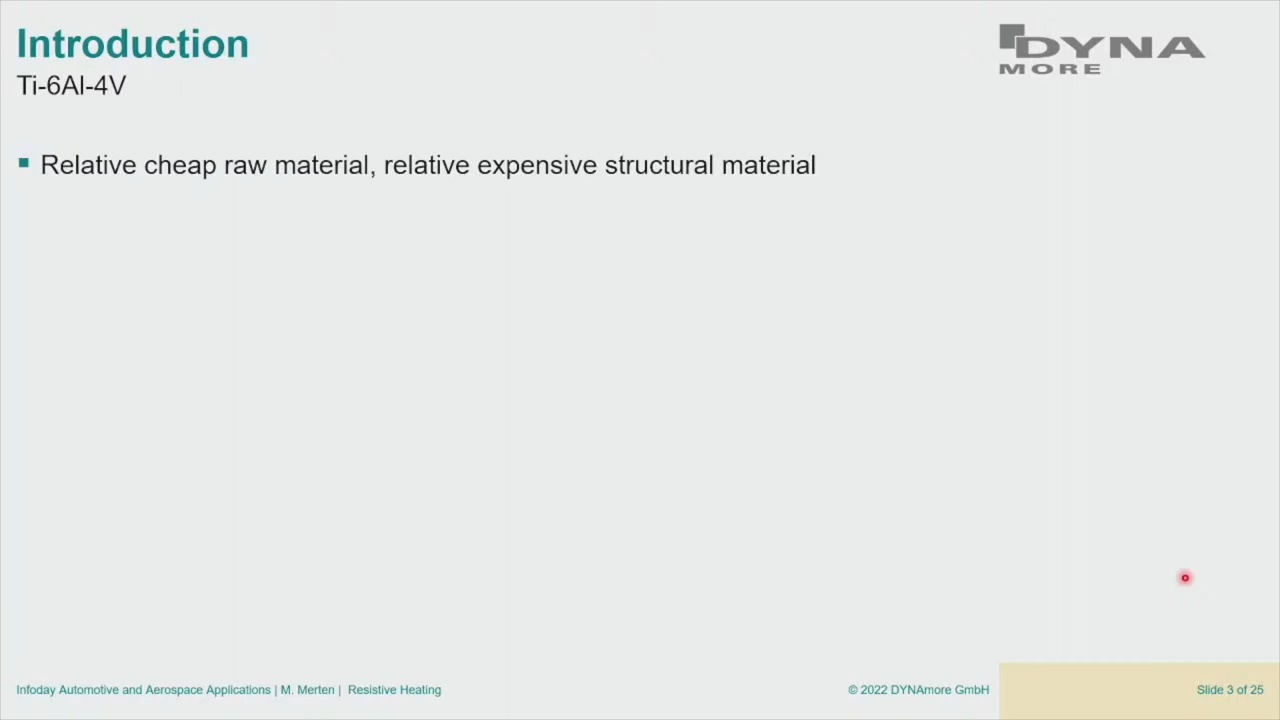 Introduction
Ti-6Al-4V
DYNA
MORE
Relative cheap raw material, relative expensive structural material
Infoday Automotive and Aerospace Applications | M. Merten | Resistive Heating
© 2022 DYNAmore GmbH
Slide 3 of 25